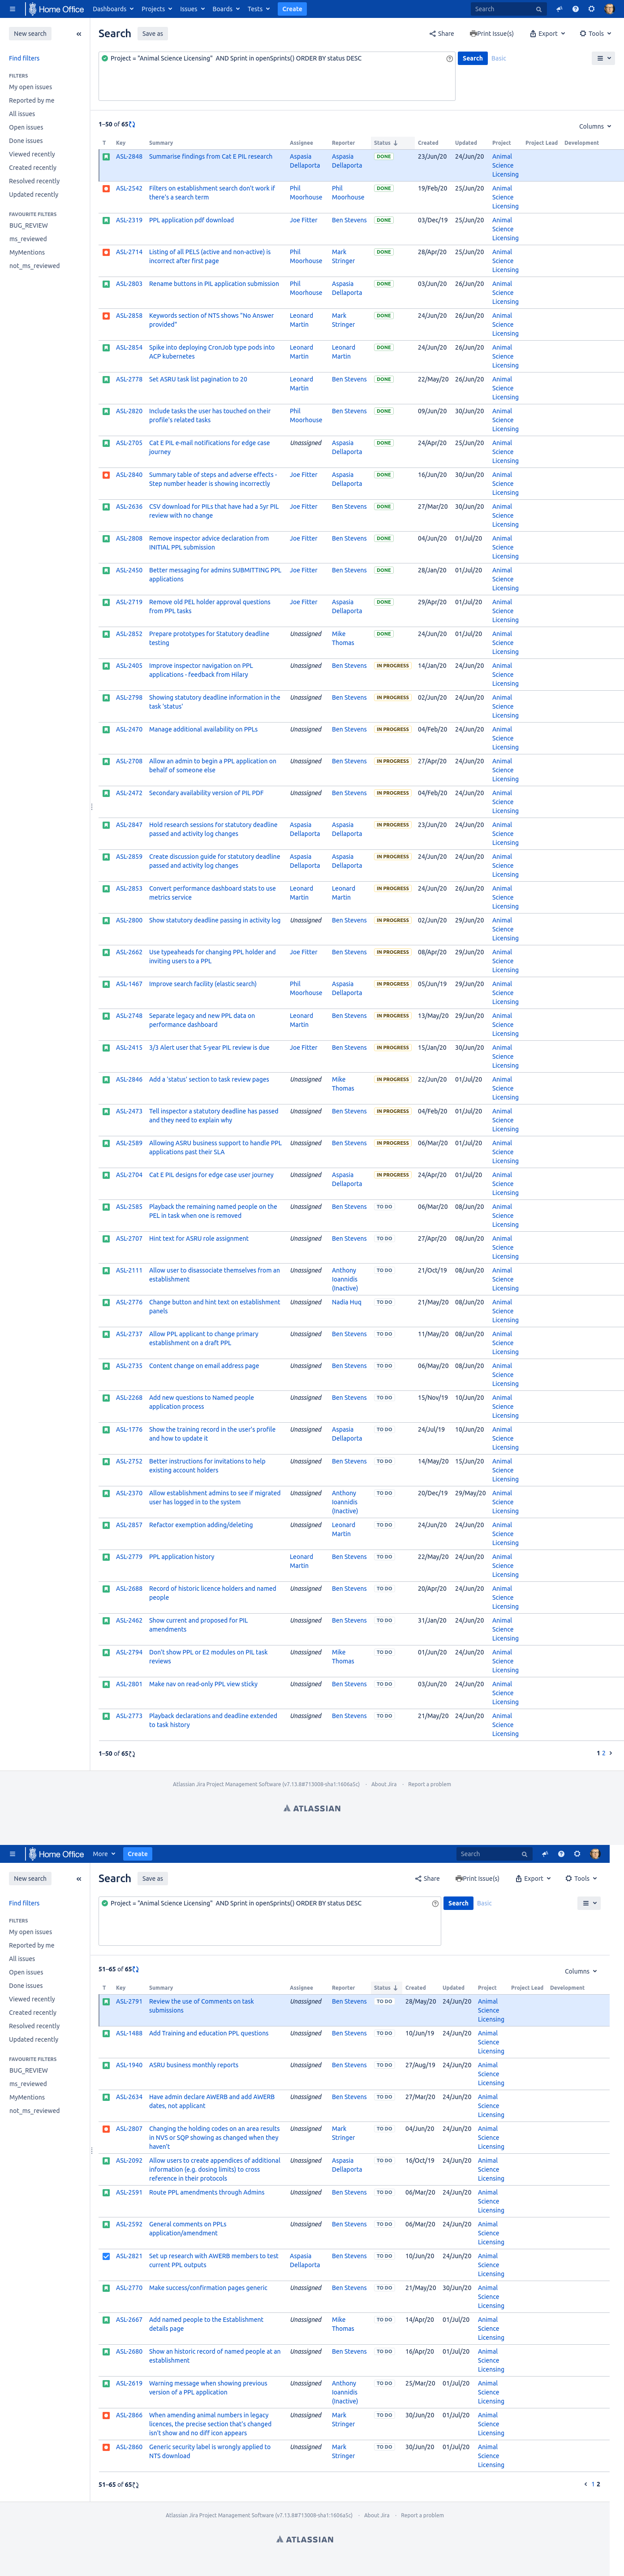 Home Office Dashboards Projects Issues Boards Tests Create Search
New search
Find filters
FILTERS
My open issues
Reported by me
All issues
Open issues
Done issues
Viewed recently
Created recently
Resolved recently
Updated recently
FAVOURITE FILTERS
BUG_REVIEW
ms_reviewed
MyMentions
not_ms_reviewed
Search Save as Share Print Issue(s) Export Tools
Project = "Animal Science Licensing" AND Sprint in openSprints() ORDER BY status DESC
Search Basic
1–50 of 65 Columns
T Key Summary Assignee Reporter Status Created Updated Project Project Lead Development
ASL-2848 Summarise findings from Cat E PIL research Aspasia Dellaporta Aspasia Dellaporta DONE 23/Jun/20 24/Jun/20 Animal Science Licensing
ASL-2542 Filters on establishment search don't work if there's a search term Phil Moorhouse Phil Moorhouse DONE 19/Feb/20 25/Jun/20 Animal Science Licensing
ASL-2319 PPL application pdf download Joe Fitter Ben Stevens DONE 03/Dec/19 25/Jun/20 Animal Science Licensing
ASL-2714 Listing of all PELS (active and non-active) is incorrect after first page Phil Moorhouse Mark Stringer DONE 28/Apr/20 25/Jun/20 Animal Science Licensing
ASL-2803 Rename buttons in PIL application submission Phil Moorhouse Aspasia Dellaporta DONE 03/Jun/20 26/Jun/20 Animal Science Licensing
ASL-2858 Keywords section of NTS shows "No Answer provided" Leonard Martin Mark Stringer DONE 24/Jun/20 26/Jun/20 Animal Science Licensing
ASL-2854 Spike into deploying CronJob type pods into ACP kubernetes Leonard Martin Leonard Martin DONE 24/Jun/20 26/Jun/20 Animal Science Licensing
ASL-2778 Set ASRU task list pagination to 20 Leonard Martin Ben Stevens DONE 22/May/20 26/Jun/20 Animal Science Licensing
ASL-2820 Include tasks the user has touched on their profile's related tasks Phil Moorhouse Ben Stevens DONE 09/Jun/20 30/Jun/20 Animal Science Licensing
ASL-2705 Cat E PIL e-mail notifications for edge case journey Unassigned Aspasia Dellaporta DONE 24/Apr/20 25/Jun/20 Animal Science Licensing
ASL-2840 Summary table of steps and adverse effects - Step number header is showing incorrectly Joe Fitter Aspasia Dellaporta DONE 16/Jun/20 30/Jun/20 Animal Science Licensing
ASL-2636 CSV download for PILs that have had a 5yr PIL review with no change Joe Fitter Ben Stevens DONE 27/Mar/20 30/Jun/20 Animal Science Licensing
ASL-2808 Remove inspector advice declaration from INITIAL PPL submission Joe Fitter Ben Stevens DONE 04/Jun/20 01/Jul/20 Animal Science Licensing
ASL-2450 Better messaging for admins SUBMITTING PPL applications Joe Fitter Ben Stevens DONE 28/Jan/20 01/Jul/20 Animal Science Licensing
ASL-2719 Remove old PEL holder approval questions from PPL tasks Joe Fitter Aspasia Dellaporta DONE 29/Apr/20 01/Jul/20 Animal Science Licensing
ASL-2852 Prepare prototypes for Statutory deadline testing Unassigned Mike Thomas DONE 24/Jun/20 01/Jul/20 Animal Science Licensing
ASL-2405 Improve inspector navigation on PPL applications - feedback from Hilary Unassigned Ben Stevens IN PROGRESS 14/Jan/20 24/Jun/20 Animal Science Licensing
ASL-2798 Showing statutory deadline information in the task 'status' Unassigned Ben Stevens IN PROGRESS 02/Jun/20 24/Jun/20 Animal Science Licensing
ASL-2470 Manage additional availability on PPLs Unassigned Ben Stevens IN PROGRESS 04/Feb/20 24/Jun/20 Animal Science Licensing
ASL-2708 Allow an admin to begin a PPL application on behalf of someone else Unassigned Ben Stevens IN PROGRESS 27/Apr/20 24/Jun/20 Animal Science Licensing
ASL-2472 Secondary availability version of PIL PDF Unassigned Ben Stevens IN PROGRESS 04/Feb/20 24/Jun/20 Animal Science Licensing
ASL-2847 Hold research sessions for statutory deadline passed and activity log changes Aspasia Dellaporta Aspasia Dellaporta IN PROGRESS 23/Jun/20 24/Jun/20 Animal Science Licensing
ASL-2859 Create discussion guide for statutory deadline passed and activity log changes Aspasia Dellaporta Aspasia Dellaporta IN PROGRESS 24/Jun/20 24/Jun/20 Animal Science Licensing
ASL-2853 Convert performance dashboard stats to use metrics service Leonard Martin Leonard Martin IN PROGRESS 24/Jun/20 26/Jun/20 Animal Science Licensing
ASL-2800 Show statutory deadline passing in activity log Unassigned Ben Stevens IN PROGRESS 02/Jun/20 29/Jun/20 Animal Science Licensing
ASL-2662 Use typeaheads for changing PPL holder and inviting users to a PPL Joe Fitter Ben Stevens IN PROGRESS 08/Apr/20 29/Jun/20 Animal Science Licensing
ASL-1467 Improve search facility (elastic search) Phil Moorhouse Aspasia Dellaporta IN PROGRESS 05/Jun/19 29/Jun/20 Animal Science Licensing
ASL-2748 Separate legacy and new PPL data on performance dashboard Leonard Martin Ben Stevens IN PROGRESS 13/May/20 29/Jun/20 Animal Science Licensing
ASL-2415 3/3 Alert user that 5-year PIL review is due Joe Fitter Ben Stevens IN PROGRESS 15/Jan/20 30/Jun/20 Animal Science Licensing
ASL-2846 Add a 'status' section to task review pages Unassigned Mike Thomas IN PROGRESS 22/Jun/20 01/Jul/20 Animal Science Licensing
ASL-2473 Tell inspector a statutory deadline has passed and they need to explain why Unassigned Ben Stevens IN PROGRESS 04/Feb/20 01/Jul/20 Animal Science Licensing
ASL-2589 Allowing ASRU business support to handle PPL applications past their SLA Unassigned Ben Stevens IN PROGRESS 06/Mar/20 01/Jul/20 Animal Science Licensing
ASL-2704 Cat E PIL designs for edge case user journey Unassigned Aspasia Dellaporta IN PROGRESS 24/Apr/20 01/Jul/20 Animal Science Licensing
ASL-2585 Playback the remaining named people on the PEL in task when one is removed Unassigned Ben Stevens TO DO 06/Mar/20 08/Jun/20 Animal Science Licensing
ASL-2707 Hint text for ASRU role assignment Unassigned Ben Stevens TO DO 27/Apr/20 08/Jun/20 Animal Science Licensing
ASL-2111 Allow user to disassociate themselves from an establishment Unassigned Anthony Ioannidis (Inactive) TO DO 21/Oct/19 08/Jun/20 Animal Science Licensing
ASL-2776 Change button and hint text on establishment panels Unassigned Nadia Huq TO DO 21/May/20 08/Jun/20 Animal Science Licensing
ASL-2737 Allow PPL applicant to change primary establishment on a draft PPL Unassigned Ben Stevens TO DO 11/May/20 08/Jun/20 Animal Science Licensing
ASL-2735 Content change on email address page Unassigned Ben Stevens TO DO 06/May/20 08/Jun/20 Animal Science Licensing
ASL-2268 Add new questions to Named people application process Unassigned Ben Stevens TO DO 15/Nov/19 10/Jun/20 Animal Science Licensing
ASL-1776 Show the training record in the user's profile and how to update it Unassigned Aspasia Dellaporta TO DO 24/Jul/19 10/Jun/20 Animal Science Licensing
ASL-2752 Better instructions for invitations to help existing account holders Unassigned Ben Stevens TO DO 14/May/20 15/Jun/20 Animal Science Licensing
ASL-2370 Allow establishment admins to see if migrated user has logged in to the system Unassigned Anthony Ioannidis (Inactive) TO DO 20/Dec/19 29/May/20 Animal Science Licensing
ASL-2857 Refactor exemption adding/deleting Unassigned Leonard Martin TO DO 24/Jun/20 24/Jun/20 Animal Science Licensing
ASL-2779 PPL application history Leonard Martin Ben Stevens TO DO 22/May/20 24/Jun/20 Animal Science Licensing
ASL-2688 Record of historic licence holders and named people Unassigned Ben Stevens TO DO 20/Apr/20 24/Jun/20 Animal Science Licensing
ASL-2462 Show current and proposed for PIL amendments Unassigned Ben Stevens TO DO 31/Jan/20 24/Jun/20 Animal Science Licensing
ASL-2794 Don't show PPL or E2 modules on PIL task reviews Unassigned Mike Thomas TO DO 01/Jun/20 24/Jun/20 Animal Science Licensing
ASL-2801 Make nav on read-only PPL view sticky Unassigned Ben Stevens TO DO 03/Jun/20 24/Jun/20 Animal Science Licensing
ASL-2773 Playback declarations and deadline extended to task history Unassigned Ben Stevens TO DO 21/May/20 24/Jun/20 Animal Science Licensing
1–50 of 65 1 2
Atlassian Jira Project Management Software (v7.13.8#713008-sha1:1606a5c) · About Jira · Report a problem
ATLASSIAN
Home Office More Create Search
New search
Find filters
FILTERS
My open issues
Reported by me
All issues
Open issues
Done issues
Viewed recently
Created recently
Resolved recently
Updated recently
FAVOURITE FILTERS
BUG_REVIEW
ms_reviewed
MyMentions
not_ms_reviewed
Search Save as Share Print Issue(s) Export Tools
Project = "Animal Science Licensing" AND Sprint in openSprints() ORDER BY status DESC
Search Basic
51–65 of 65 Columns
T Key Summary Assignee Reporter Status Created Updated Project Project Lead Development
ASL-2791 Review the use of Comments on task submissions Unassigned Ben Stevens TO DO 28/May/20 24/Jun/20 Animal Science Licensing
ASL-1488 Add Training and education PPL questions Unassigned Ben Stevens TO DO 10/Jun/19 24/Jun/20 Animal Science Licensing
ASL-1940 ASRU business monthly reports Unassigned Ben Stevens TO DO 27/Aug/19 24/Jun/20 Animal Science Licensing
ASL-2634 Have admin declare AWERB and add AWERB dates, not applicant Unassigned Ben Stevens TO DO 27/Mar/20 24/Jun/20 Animal Science Licensing
ASL-2807 Changing the holding codes on an area results in NVS or SQP showing as changed when they haven't Unassigned Mark Stringer TO DO 04/Jun/20 24/Jun/20 Animal Science Licensing
ASL-2092 Allow users to create appendices of additional information (e.g. dosing limits) to cross reference in their protocols Unassigned Aspasia Dellaporta TO DO 16/Oct/19 24/Jun/20 Animal Science Licensing
ASL-2591 Route PPL amendments through Admins Unassigned Ben Stevens TO DO 06/Mar/20 24/Jun/20 Animal Science Licensing
ASL-2592 General comments on PPLs application/amendment Unassigned Ben Stevens TO DO 06/Mar/20 24/Jun/20 Animal Science Licensing
ASL-2821 Set up research with AWERB members to test current PPL outputs Aspasia Dellaporta Ben Stevens TO DO 10/Jun/20 24/Jun/20 Animal Science Licensing
ASL-2770 Make success/confirmation pages generic Unassigned Ben Stevens TO DO 21/May/20 30/Jun/20 Animal Science Licensing
ASL-2667 Add named people to the Establishment details page Unassigned Mike Thomas TO DO 14/Apr/20 01/Jul/20 Animal Science Licensing
ASL-2680 Show an historic record of named people at an establishment Unassigned Ben Stevens TO DO 16/Apr/20 01/Jul/20 Animal Science Licensing
ASL-2619 Warning message when showing previous version of a PPL application Unassigned Anthony Ioannidis (Inactive) TO DO 25/Mar/20 01/Jul/20 Animal Science Licensing
ASL-2866 When amending animal numbers in legacy licences, the precise section that's changed isn't show and no diff icon appears Unassigned Mark Stringer TO DO 30/Jun/20 01/Jul/20 Animal Science Licensing
ASL-2860 Generic security label is wrongly applied to NTS download Unassigned Mark Stringer TO DO 30/Jun/20 01/Jul/20 Animal Science Licensing
51–65 of 65 1 2
Atlassian Jira Project Management Software (v7.13.8#713008-sha1:1606a5c) · About Jira · Report a problem
ATLASSIAN